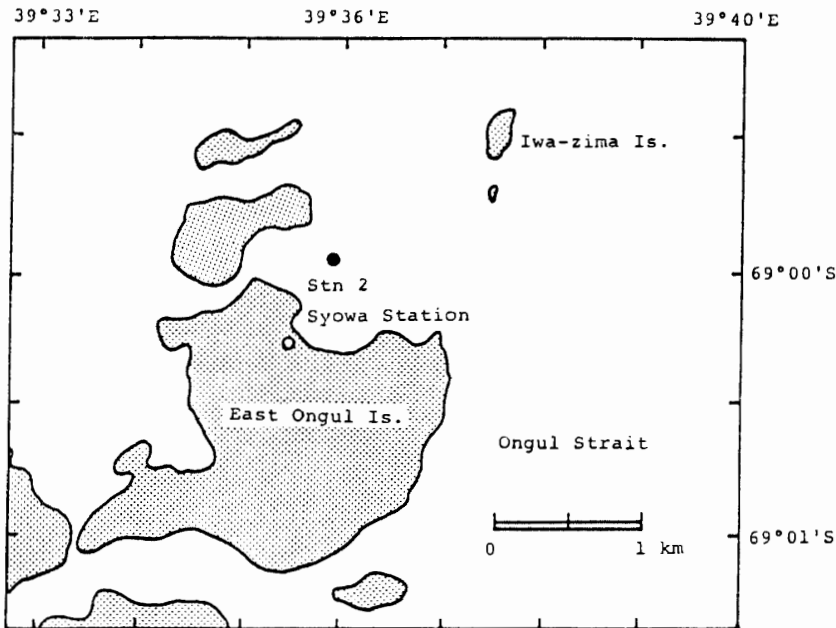 39°33'E 39°36'E 39°40'E
Iwa-zima Is.
69°00'S
Stn 2
Syowa Station
East Ongul Is.
Ongul Strait
0 1 km
69°01'S